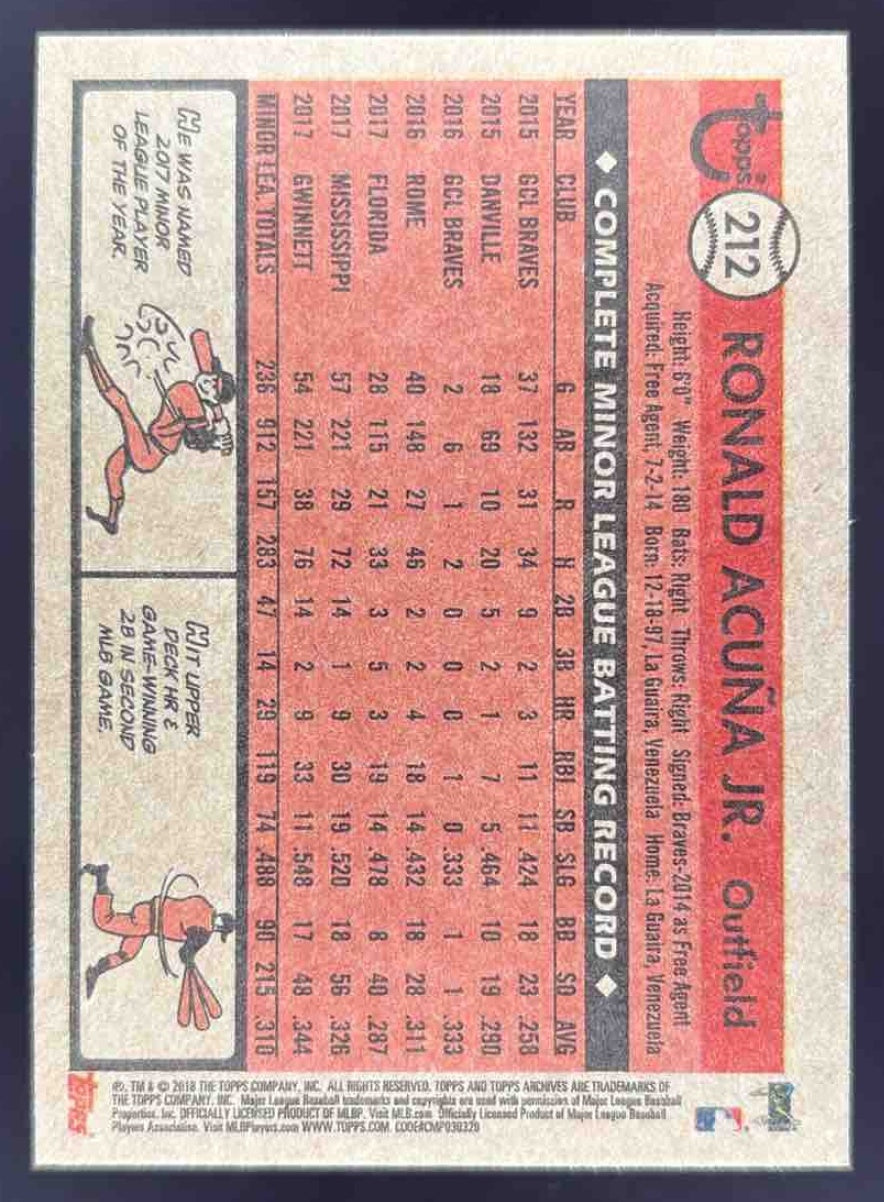 Topps®
212
RONALD ACUÑA JR. Outfield
Height: 6'0" Weight: 180 Bats: Right Throws: Right Signed: Braves-2014 as Free Agent
Acquired: Free Agent, 7-2-14 Born: 12-18-97, La Guaira, Venezuela Home: La Guaira, Venezuela
◆ COMPLETE MINOR LEAGUE BATTING RECORD ◆
YEAR CLUB G AB R H 2B 3B HR RBI SB SLG BB SO AVG
2015 GCL BRAVES 37 132 31 34 9 2 3 11 11 .424 18 23 .258
2015 DANVILLE 18 69 10 20 5 2 1 7 5 .464 10 19 .290
2016 GCL BRAVES 2 6 1 2 0 0 0 1 0 .333 1 1 .333
2016 ROME 40 148 27 46 2 2 4 18 14 .432 18 28 .311
2017 FLORIDA 28 115 21 33 3 5 3 19 14 .478 8 40 .287
2017 MISSISSIPPI 57 221 29 72 14 1 9 30 19 .520 18 56 .326
2017 GWINNETT 54 221 38 76 14 2 9 33 11 .548 17 48 .344
MINOR LEA. TOTALS 236 912 157 283 47 14 29 119 74 .488 90 215 .310
HE WAS NAMED
2017 MINOR
LEAGUE PLAYER
OF THE YEAR.
HIT UPPER
DECK HR &
GAME-WINNING
2B IN SECOND
MLB GAME.
®, TM & © 2018 THE TOPPS COMPANY, INC. ALL RIGHTS RESERVED. TOPPS AND TOPPS ARCHIVES ARE TRADEMARKS OF
THE TOPPS COMPANY, INC. Major League Baseball trademarks and copyrights are used with permission of Major League Baseball
Properties, Inc. OFFICIALLY LICENSED PRODUCT OF MLBP. Visit MLB.com Officially Licensed Product of Major League Baseball
Players Association. Visit MLBPlayers.com WWW.TOPPS.COM. CODE#CMP030320
TOPPS